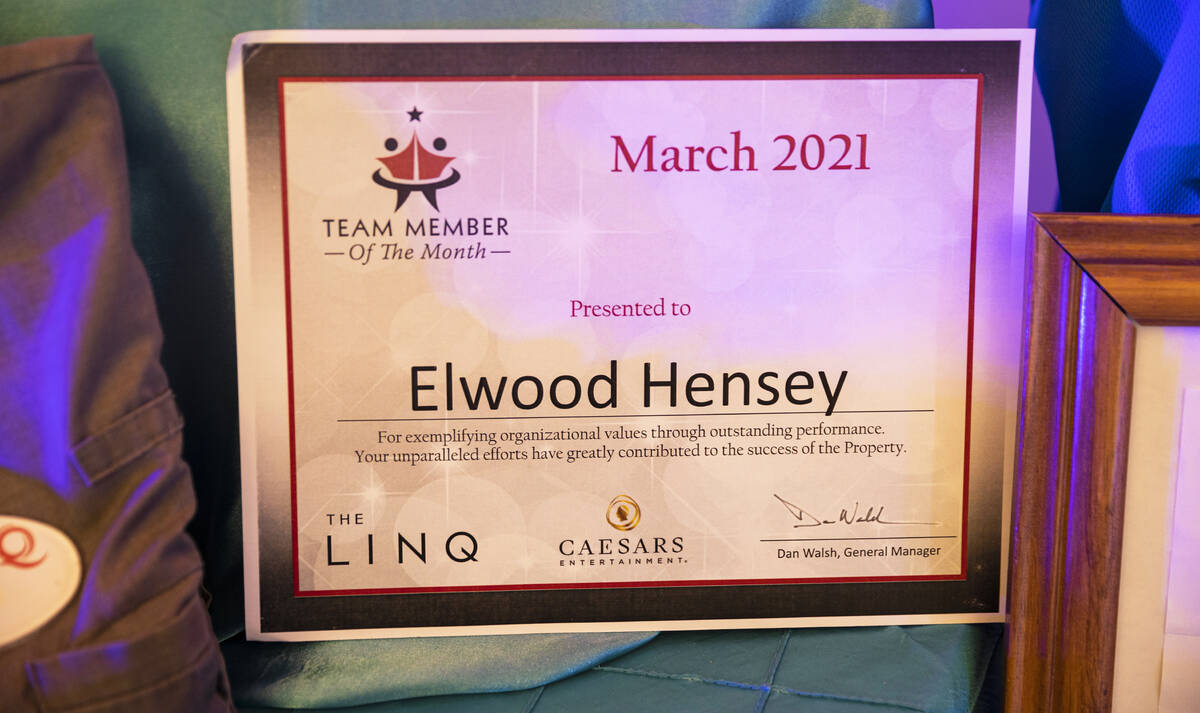 TEAM MEMBER
—Of The Month—
March 2021
Presented to
Elwood Hensey
For exemplifying organizational values through outstanding performance.
Your unparalleled efforts have greatly contributed to the success of the Property.
THE
LINQ
CAESARS
ENTERTAINMENT.
Dan Walsh
Dan Walsh, General Manager
Q